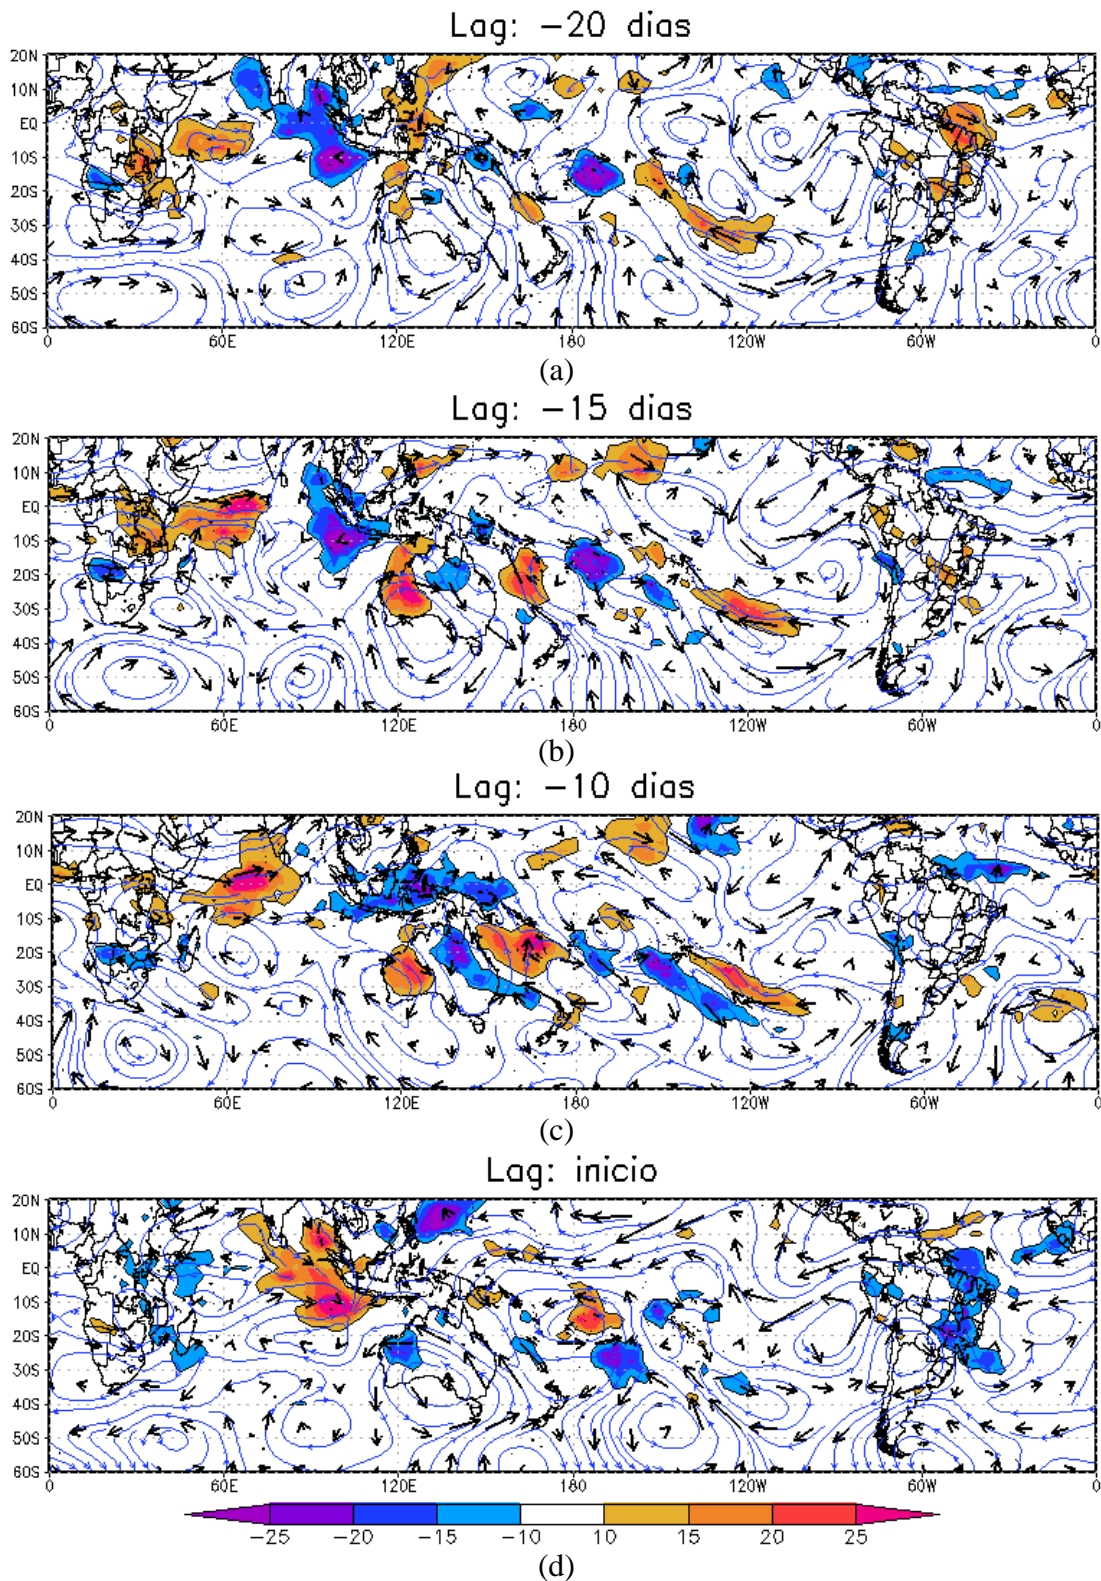 Lag: −20 dias
20N
10N
EQ
10S
20S
30S
40S
50S
60S
0 60E 120E 180 120W 60W 0
(a)
Lag: −15 dias
20N
10N
EQ
10S
20S
30S
40S
50S
60S
0 60E 120E 180 120W 60W 0
(b)
Lag: −10 dias
20N
10N
EQ
10S
20S
30S
40S
50S
60S
0 60E 120E 180 120W 60W 0
(c)
Lag: inicio
20N
10N
EQ
10S
20S
30S
40S
50S
60S
0 60E 120E 180 120W 60W 0
−25 −20 −15 −10 10 15 20 25
(d)